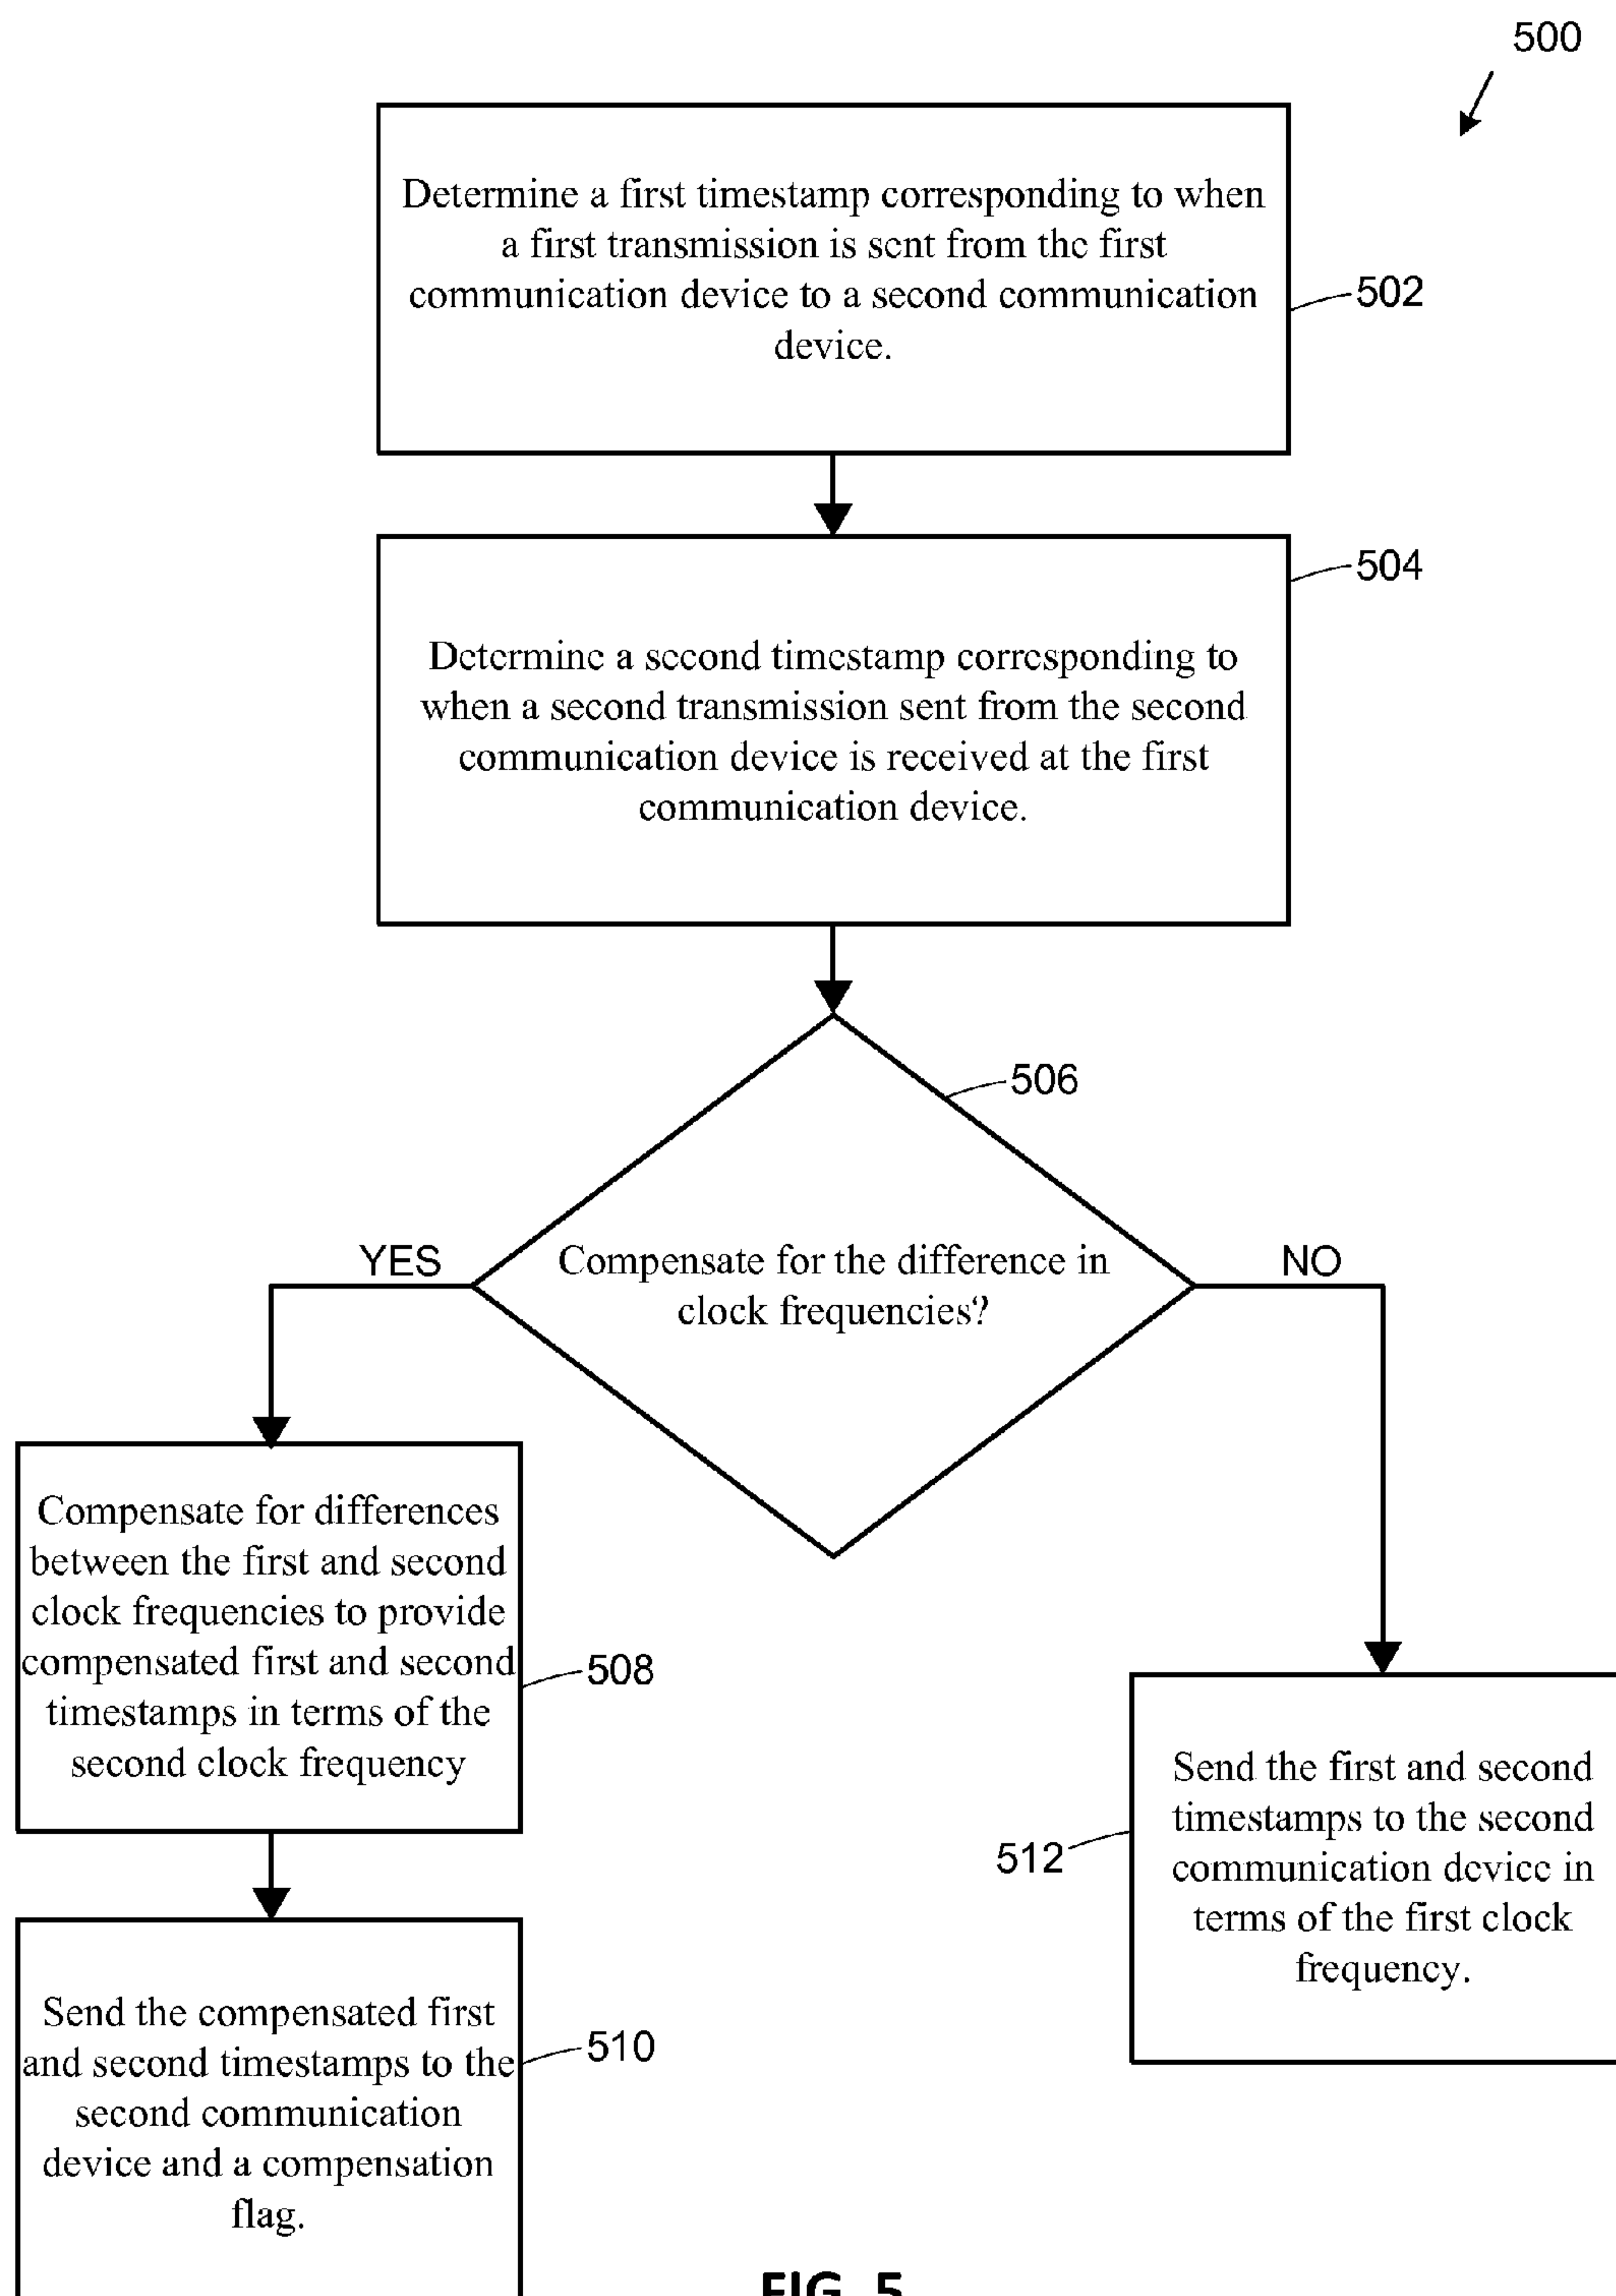 500
Determine a first timestamp corresponding to when
a first transmission is sent from the first
communication device to a second communication
device.
502
504
Determine a second timestamp corresponding to
when a second transmission sent from the second
communication device is received at the first
communication device.
506
YES
Compensate for the difference in
clock frequencies?
NO
Compensate for differences
between the first and second
clock frequencies to provide
compensated first and second
timestamps in terms of the
second clock frequency
508
Send the first and second
timestamps to the second
communication device in
terms of the first clock
frequency.
512
Send the compensated first
and second timestamps to the
second communication
device and a compensation
flag.
510
FIG. 5